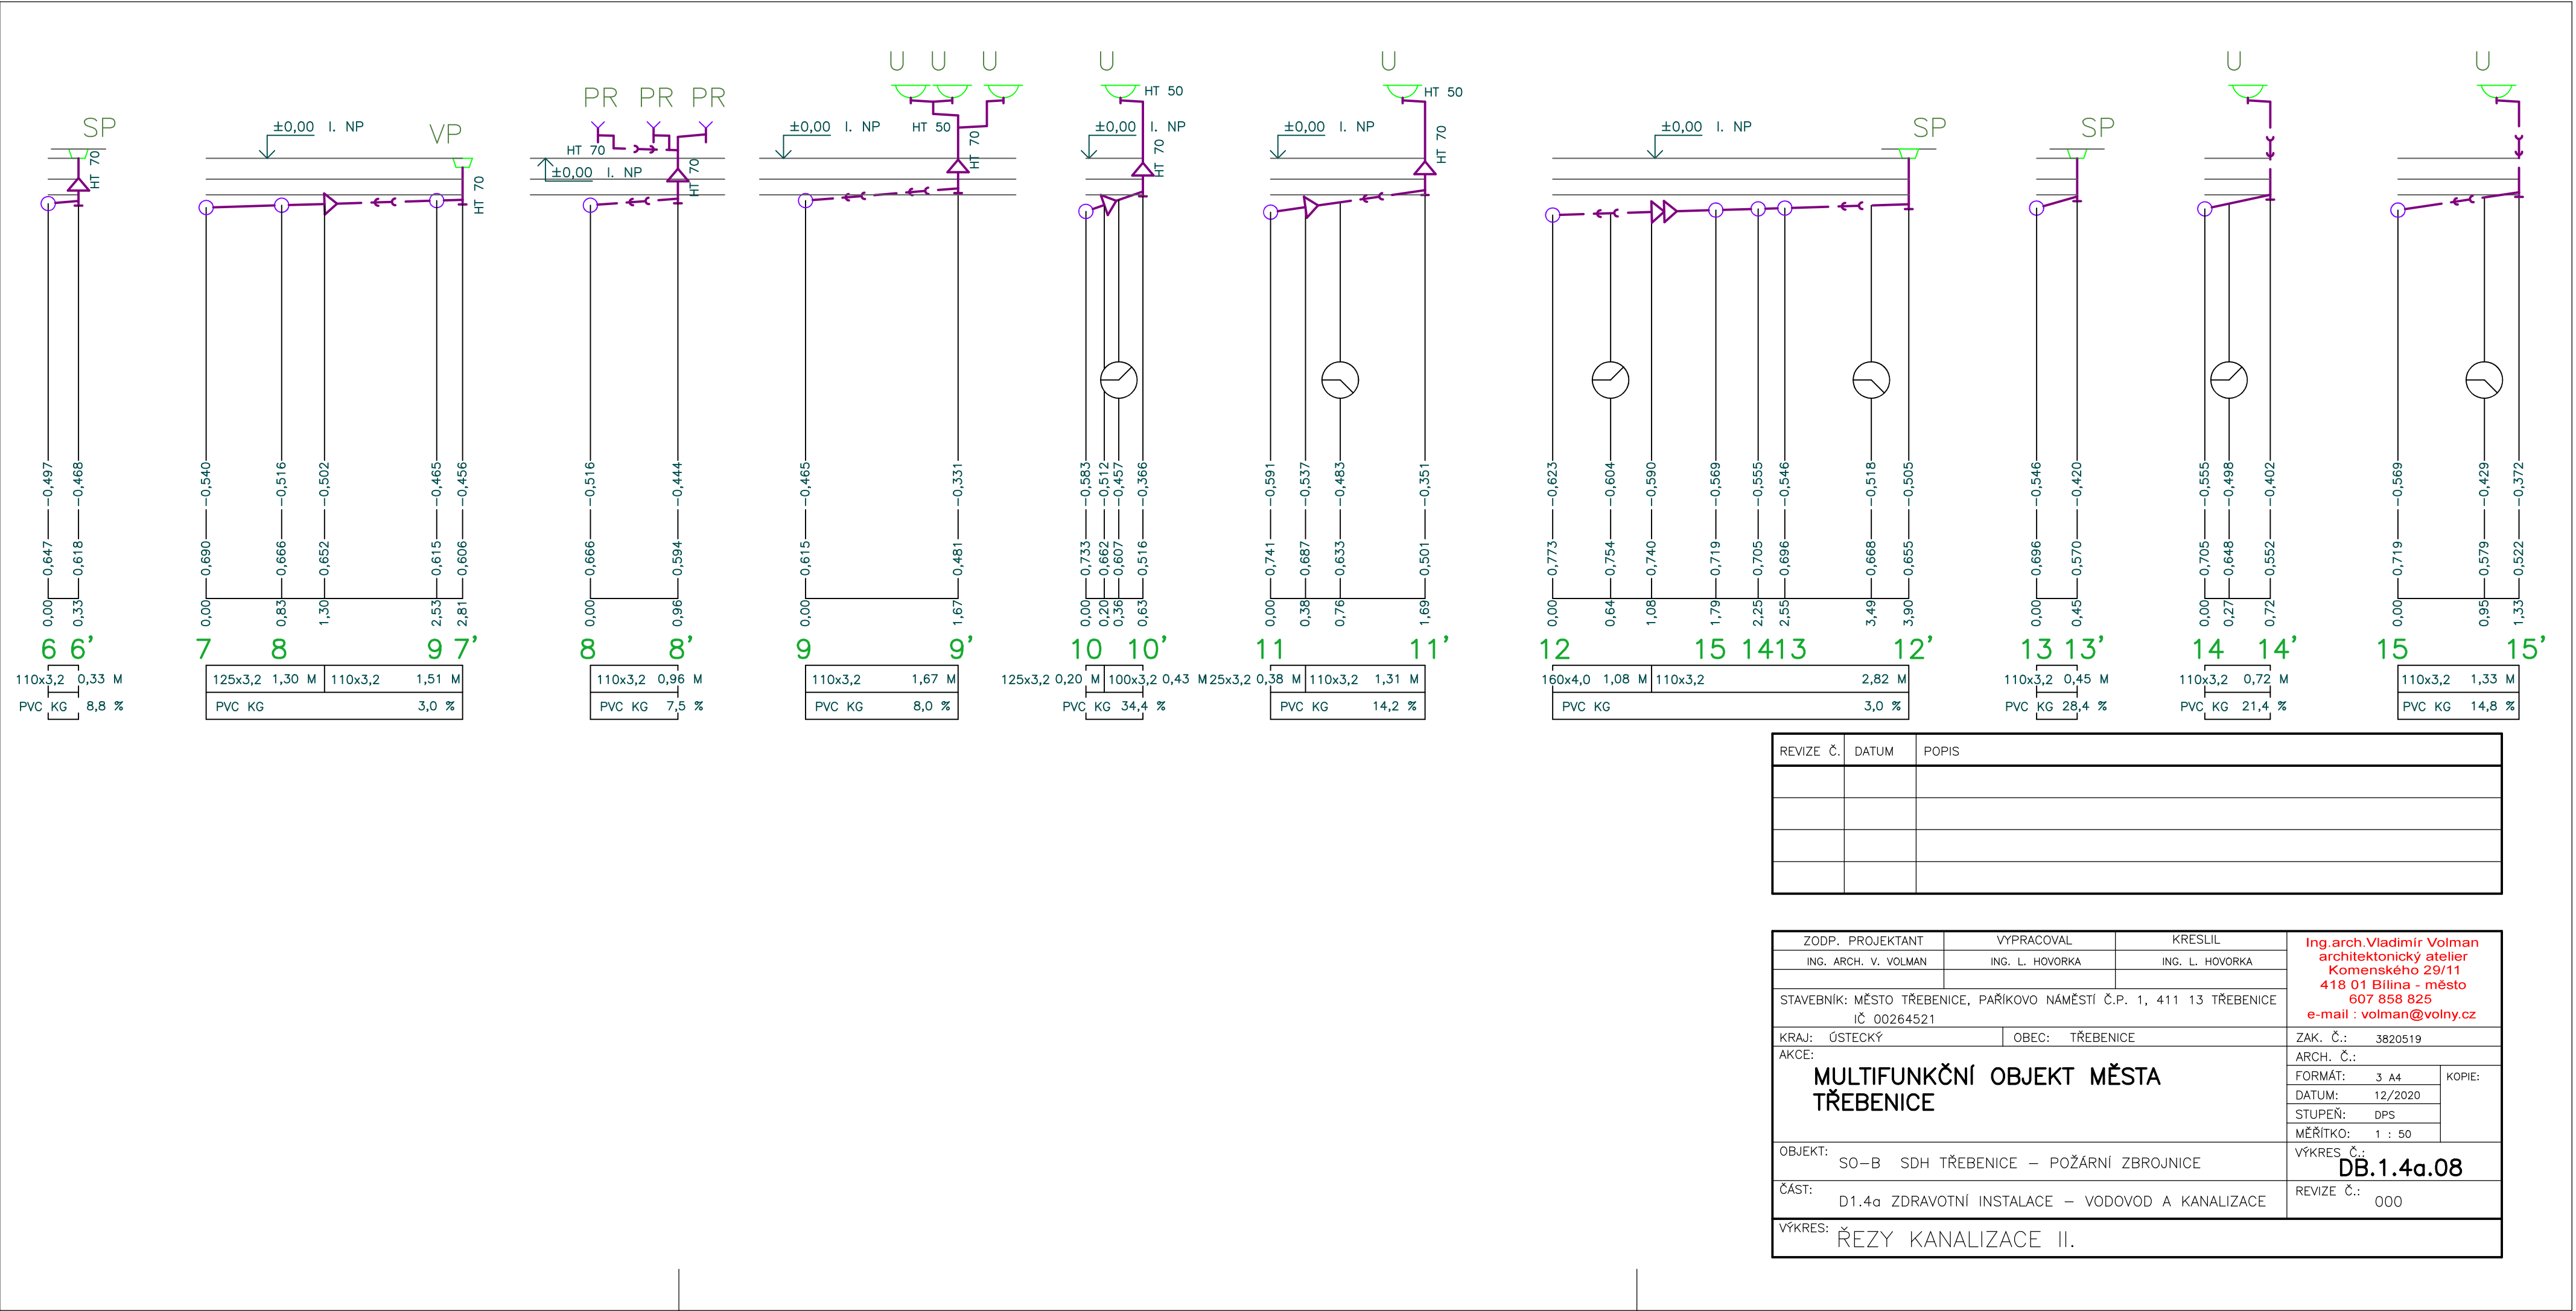 SP
HT 70
-0,497
-0,468
0,647
0,618
0,00
0,33
6 6'
110x3,2 0,33 M
PVC KG 8,8 %
±0,00 I. NP
VP
HT 70
-0,540
-0,516
-0,502
-0,465
-0,456
0,690
0,666
0,652
0,615
0,606
0,00
0,83
1,30
2,53
2,81
7 8 9 7'
125x3,2 1,30 M 110x3,2 1,51 M
PVC KG 3,0 %
PR PR PR
HT 70
±0,00 I. NP
HT 70
-0,516
-0,444
0,666
0,594
0,00
0,96
8 8'
110x3,2 0,96 M
PVC KG 7,5 %
U U U
±0,00 I. NP
HT 50
HT 70
-0,465
-0,331
0,615
0,481
0,00
1,67
9 9'
110x3,2 1,67 M
PVC KG 8,0 %
U
HT 50
±0,00 I. NP
HT 70
-0,583
-0,512
-0,457
-0,366
0,733
0,662
0,607
0,516
0,00
0,20
0,36
0,63
10 10'
125x3,2 0,20 M 100x3,2 0,43 M
PVC KG 34,4 %
U
HT 50
±0,00 I. NP
HT 70
-0,591
-0,537
-0,483
-0,351
0,741
0,687
0,633
0,501
0,00
0,38
0,76
1,69
11 11'
25x3,2 0,38 M 110x3,2 1,31 M
PVC KG 14,2 %
±0,00 I. NP
SP
-0,623
-0,604
-0,590
-0,569
-0,555
-0,546
-0,518
-0,505
0,773
0,754
0,740
0,719
0,705
0,696
0,668
0,655
0,00
0,64
1,08
1,79
2,25
2,55
3,49
3,90
12 15 14 13 12'
160x4,0 1,08 M 110x3,2 2,82 M
PVC KG 3,0 %
SP
-0,546
-0,420
0,696
0,570
0,00
0,45
13 13'
110x3,2 0,45 M
PVC KG 28,4 %
U
-0,555
-0,498
-0,402
0,705
0,648
0,552
0,00
0,27
0,72
14 14'
110x3,2 0,72 M
PVC KG 21,4 %
U
-0,569
-0,429
-0,372
0,719
0,579
0,522
0,00
0,95
1,33
15 15'
110x3,2 1,33 M
PVC KG 14,8 %
REVIZE Č. DATUM POPIS
ZODP. PROJEKTANT VYPRACOVAL KRESLIL
ING. ARCH. V. VOLMAN ING. L. HOVORKA ING. L. HOVORKA
Ing.arch.Vladimír Volman
architektonický atelier
Komenského 29/11
418 01 Bílina - město
607 858 825
e-mail : volman@volny.cz
STAVEBNÍK: MĚSTO TŘEBENICE, PAŘÍKOVO NÁMĚSTÍ Č.P. 1, 411 13 TŘEBENICE
IČ 00264521
KRAJ: ÚSTECKÝ OBEC: TŘEBENICE
ZAK. Č.: 3820519
AKCE:
MULTIFUNKČNÍ OBJEKT MĚSTA
TŘEBENICE
ARCH. Č.:
FORMÁT: 3 A4 KOPIE:
DATUM: 12/2020
STUPEŇ: DPS
MĚŘÍTKO: 1 : 50
OBJEKT: SO-B SDH TŘEBENICE – POŽÁRNÍ ZBROJNICE
VÝKRES Č.: DB.1.4a.08
ČÁST: D1.4a ZDRAVOTNÍ INSTALACE – VODOVOD A KANALIZACE
REVIZE Č.: 000
VÝKRES: ŘEZY KANALIZACE II.